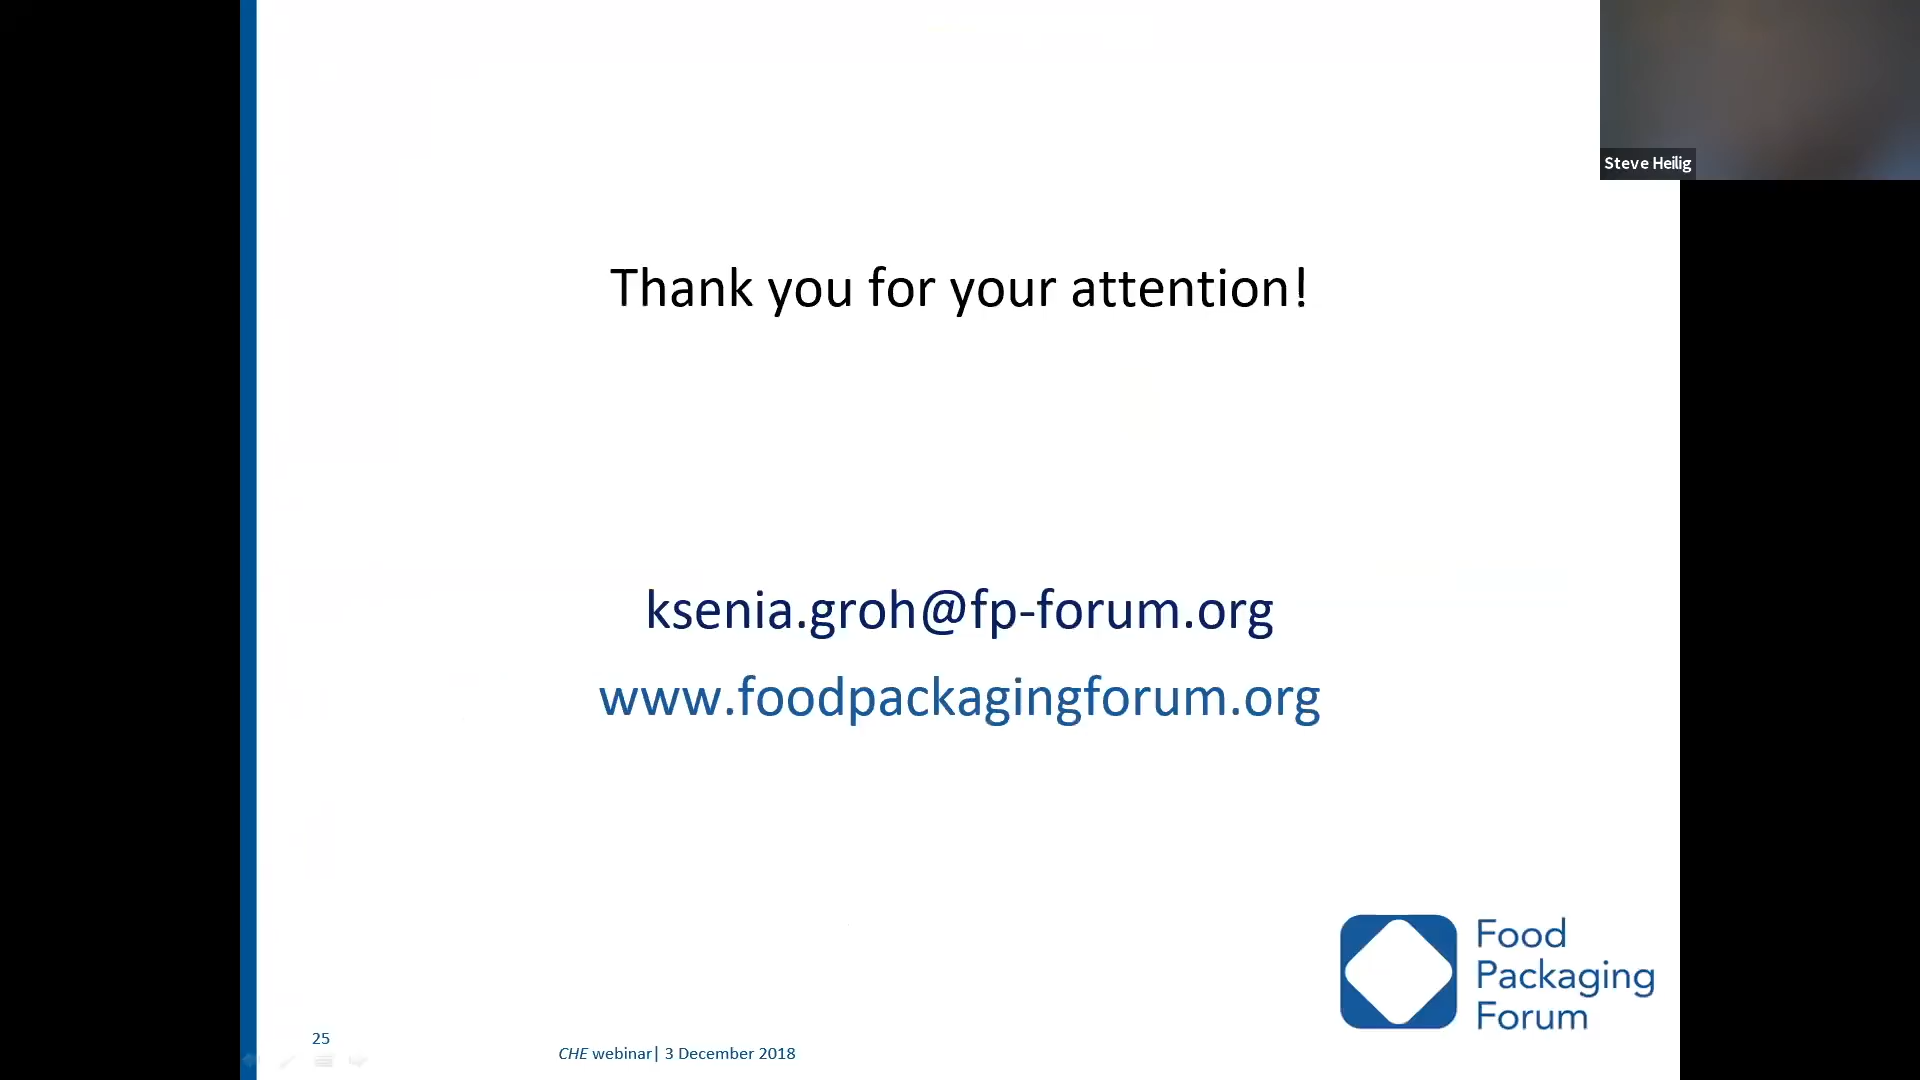 Steve Heilig
Thank you for your attention!
ksenia.groh@fp-forum.org
www.foodpackagingforum.org
Food
Packaging
Forum
25
CHE webinar| 3 December 2018